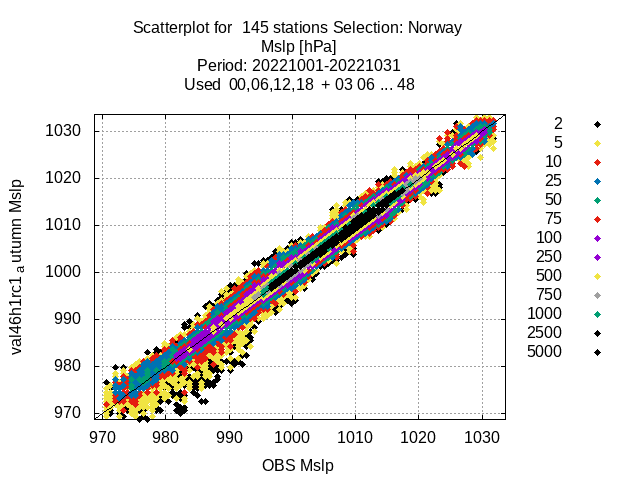 Scatterplot for 145 stations Selection: Norway
Mslp [hPa]
Period: 20221001-20221031
Used 00,06,12,18 + 03 06 ... 48
val46h1rc1_autumn Mslp
1030
1020
1010
1000
990
980
970
970 980 990 1000 1010 1020 1030
OBS Mslp
2
5
10
25
50
75
100
250
500
750
1000
2500
5000